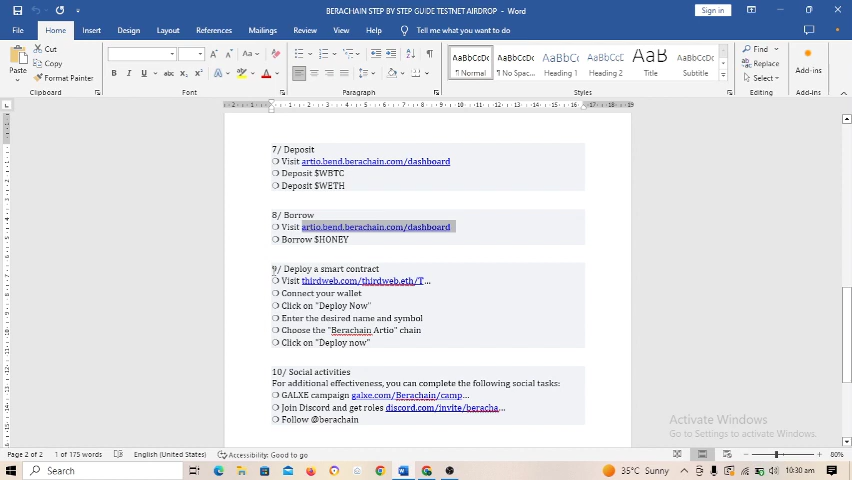 BERACHAIN STEP BY STEP GUIDE TESTNET AIRDROP - Word
Sign in
File Home Insert Design Layout References Mailings Review View Help Tell me what you want to do
Paste
Cut
Copy
Format Painter
Clipboard
Font
Paragraph
AaBbCcDc AaBbCcDc AaBbCc AaBbCcD AaB AaBbCcD
¶ Normal ¶ No Spac... Heading 1 Heading 2 Title Subtitle
Styles
Find
Replace
Select
Editing
Add-ins
Add-ins
7/ Deposit
❍ Visit artio.bend.berachain.com/dashboard
❍ Deposit $WBTC
❍ Deposit $WETH
8/ Borrow
❍ Visit artio.bend.berachain.com/dashboard
❍ Borrow $HONEY
9/ Deploy a smart contract
❍ Visit thirdweb.com/thirdweb.eth/T...
❍ Connect your wallet
❍ Click on "Deploy Now"
❍ Enter the desired name and symbol
❍ Choose the "Berachain Artio" chain
❍ Click on "Deploy now"
10/ Social activities
For additional effectiveness, you can complete the following social tasks:
❍ GALXE campaign galxe.com/Berachain/camp...
❍ Join Discord and get roles discord.com/invite/beracha...
❍ Follow @berachain
Activate Windows
Go to Settings to activate Windows.
Page 2 of 2 1 of 175 words English (United States) Accessibility: Good to go 80%
Search 35°C Sunny 10:30 am